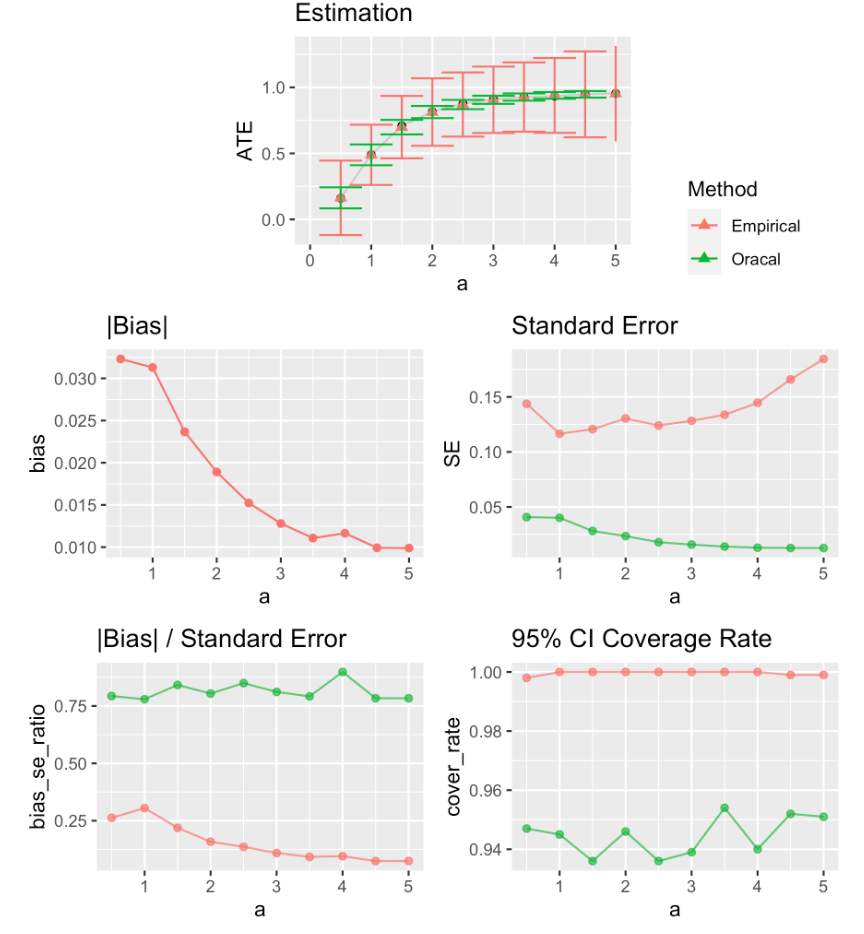 Estimation
1.0
0.5
0.0
ATE
0 1 2 3 4 5
a
Method
Empirical
Oracal
|Bias|
0.030
0.025
0.020
0.015
0.010
bias
1 2 3 4 5
a
Standard Error
0.15
0.10
0.05
SE
1 2 3 4 5
a
|Bias| / Standard Error
0.75
0.50
0.25
bias_se_ratio
1 2 3 4 5
a
95% CI Coverage Rate
1.00
0.98
0.96
0.94
cover_rate
1 2 3 4 5
a